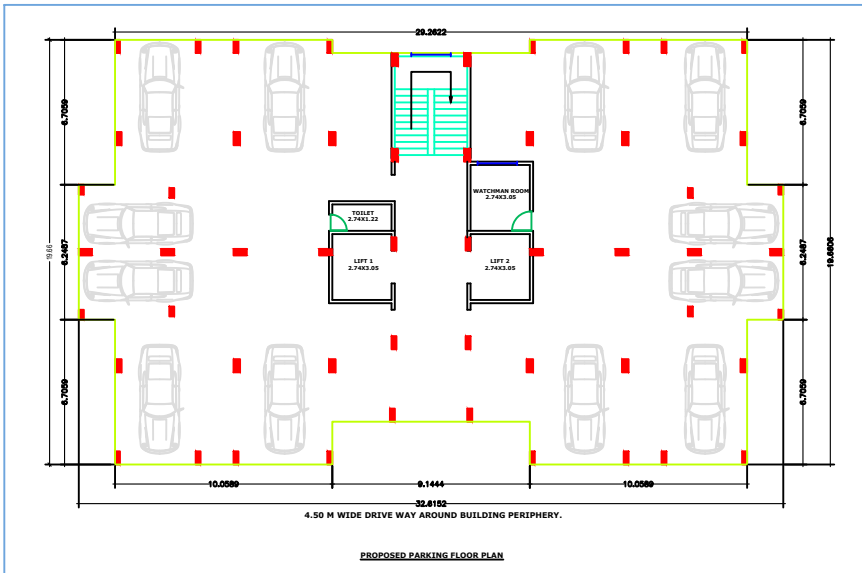 29.2622
6.7059
6.7059
WATCHMAN ROOM
2.74X3.05
TOILET
2.74X1.22
19.66
6.2487
6.2487
19.6606
LIFT 1
2.74X3.05
LIFT 2
2.74X3.05
6.7059
6.7059
10.0589
9.1444
10.0589
32.6152
4.50 M WIDE DRIVE WAY AROUND BUILDING PERIPHERY.
PROPOSED PARKING FLOOR PLAN